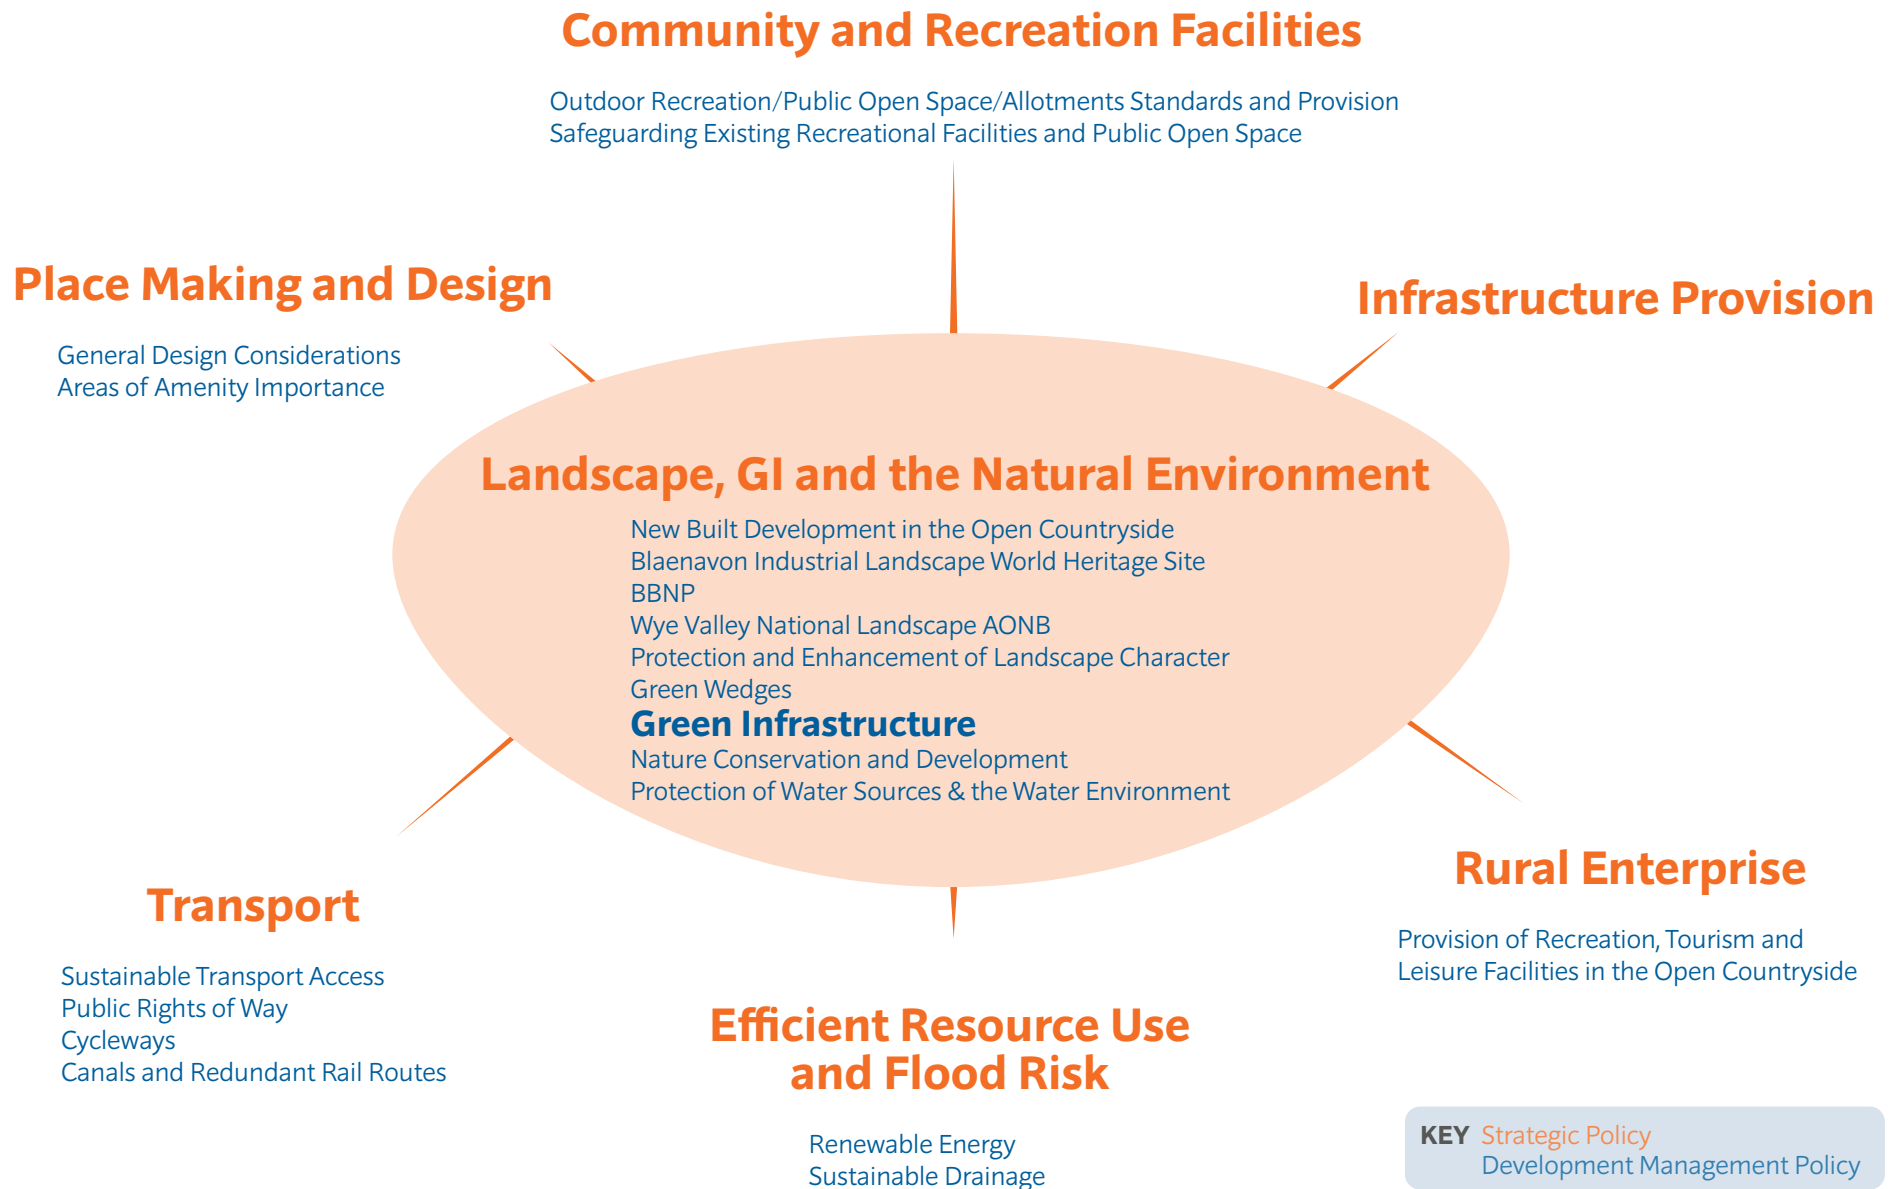 Community and Recreation Facilities
Outdoor Recreation/Public Open Space/Allotments Standards and Provision
Safeguarding Existing Recreational Facilities and Public Open Space
Place Making and Design
General Design Considerations
Areas of Amenity Importance
Infrastructure Provision
Landscape, GI and the Natural Environment
New Built Development in the Open Countryside
Blaenavon Industrial Landscape World Heritage Site
BBNP
Wye Valley National Landscape AONB
Protection and Enhancement of Landscape Character
Green Wedges
Green Infrastructure
Nature Conservation and Development
Protection of Water Sources & the Water Environment
Transport
Sustainable Transport Access
Public Rights of Way
Cycleways
Canals and Redundant Rail Routes
Efficient Resource Use
and Flood Risk
Renewable Energy
Sustainable Drainage
Rural Enterprise
Provision of Recreation, Tourism and
Leisure Facilities in the Open Countryside
KEY Strategic Policy
Development Management Policy